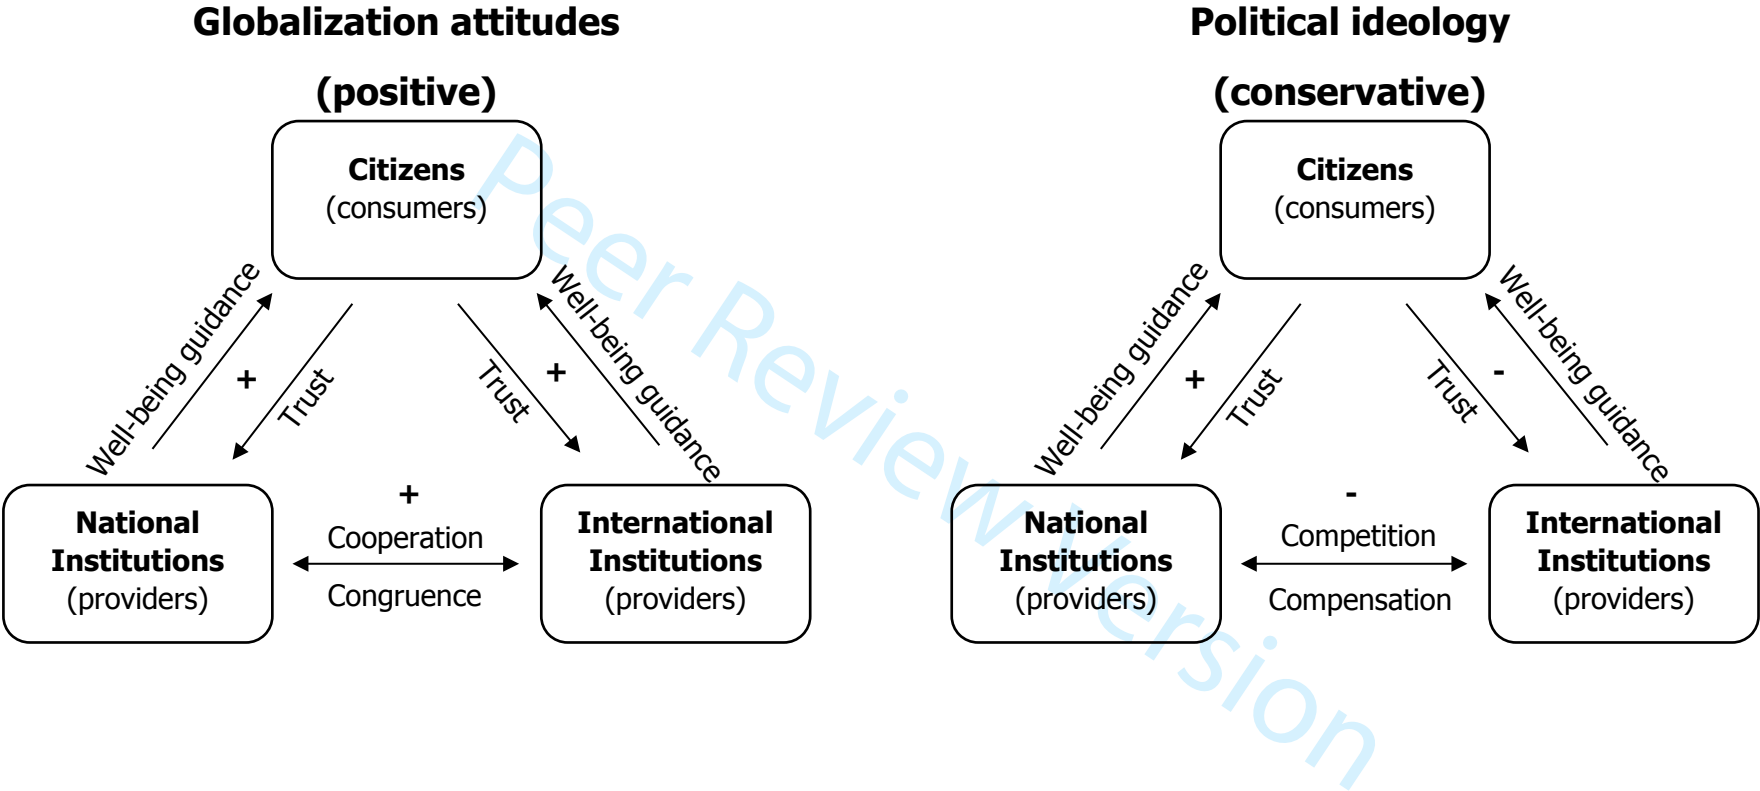 Globalization attitudes
(positive)
Citizens
(consumers)
Well-being guidance
+
Trust
Trust
+
Well-being guidance
National
Institutions
(providers)
+
Cooperation
Congruence
International
Institutions
(providers)
Political ideology
(conservative)
Citizens
(consumers)
Well-being guidance
+
Trust
Trust
-
Well-being guidance
National
Institutions
(providers)
-
Competition
Compensation
International
Institutions
(providers)
Peer Review Version